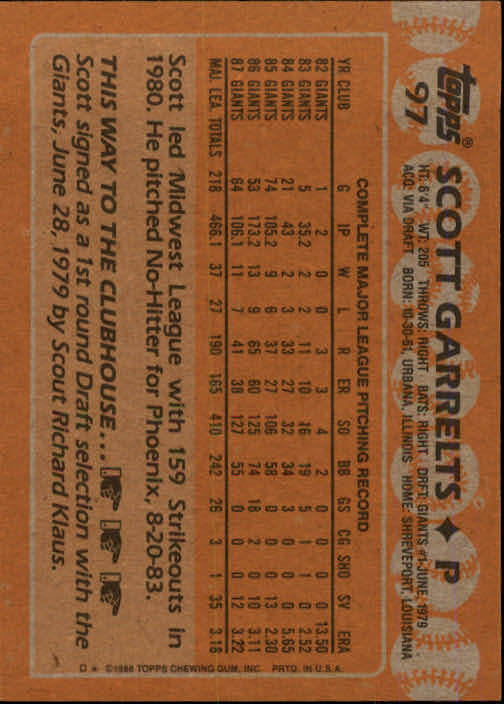 Topps®
97
SCOTT GARRELTS ✦ P
HT: 6'4" WT: 205 THROWS: RIGHT BATS: RIGHT DRFT: GIANTS #1-JUNE, 1979
ACQ: VIA DRAFT BORN: 10-30-61, URBANA, ILLINOIS HOME: SHREVEPORT, LOUISIANA
COMPLETE MAJOR LEAGUE PITCHING RECORD
YR CLUB G IP W L R ER SO BB GS CG SHO SV ERA
82 GIANTS 1 2 0 0 3 3 4 2 0 0 0 0 13.50
83 GIANTS 5 35.2 2 2 11 10 16 19 5 1 1 0 2.52
84 GIANTS 21 43 2 3 33 27 32 34 3 0 0 0 5.65
85 GIANTS 74 105.2 9 6 37 27 106 58 0 0 0 13 2.30
86 GIANTS 53 173.2 13 9 65 60 125 74 18 2 0 10 3.11
87 GIANTS 64 106.1 11 7 41 38 127 55 0 0 0 12 3.22
MAJ. LEA. TOTALS 218 466.1 37 27 190 165 410 242 26 3 1 35 3.18
Scott led Midwest League with 159 Strikeouts in
1980. He pitched No-Hitter for Phoenix, 8-20-83.
THIS WAY TO THE CLUBHOUSE...
Scott signed as a 1st round Draft selection with the
Giants, June 28, 1979 by Scout Richard Klaus.
D* ©1988 TOPPS CHEWING GUM, INC. PRTD. IN U.S.A.